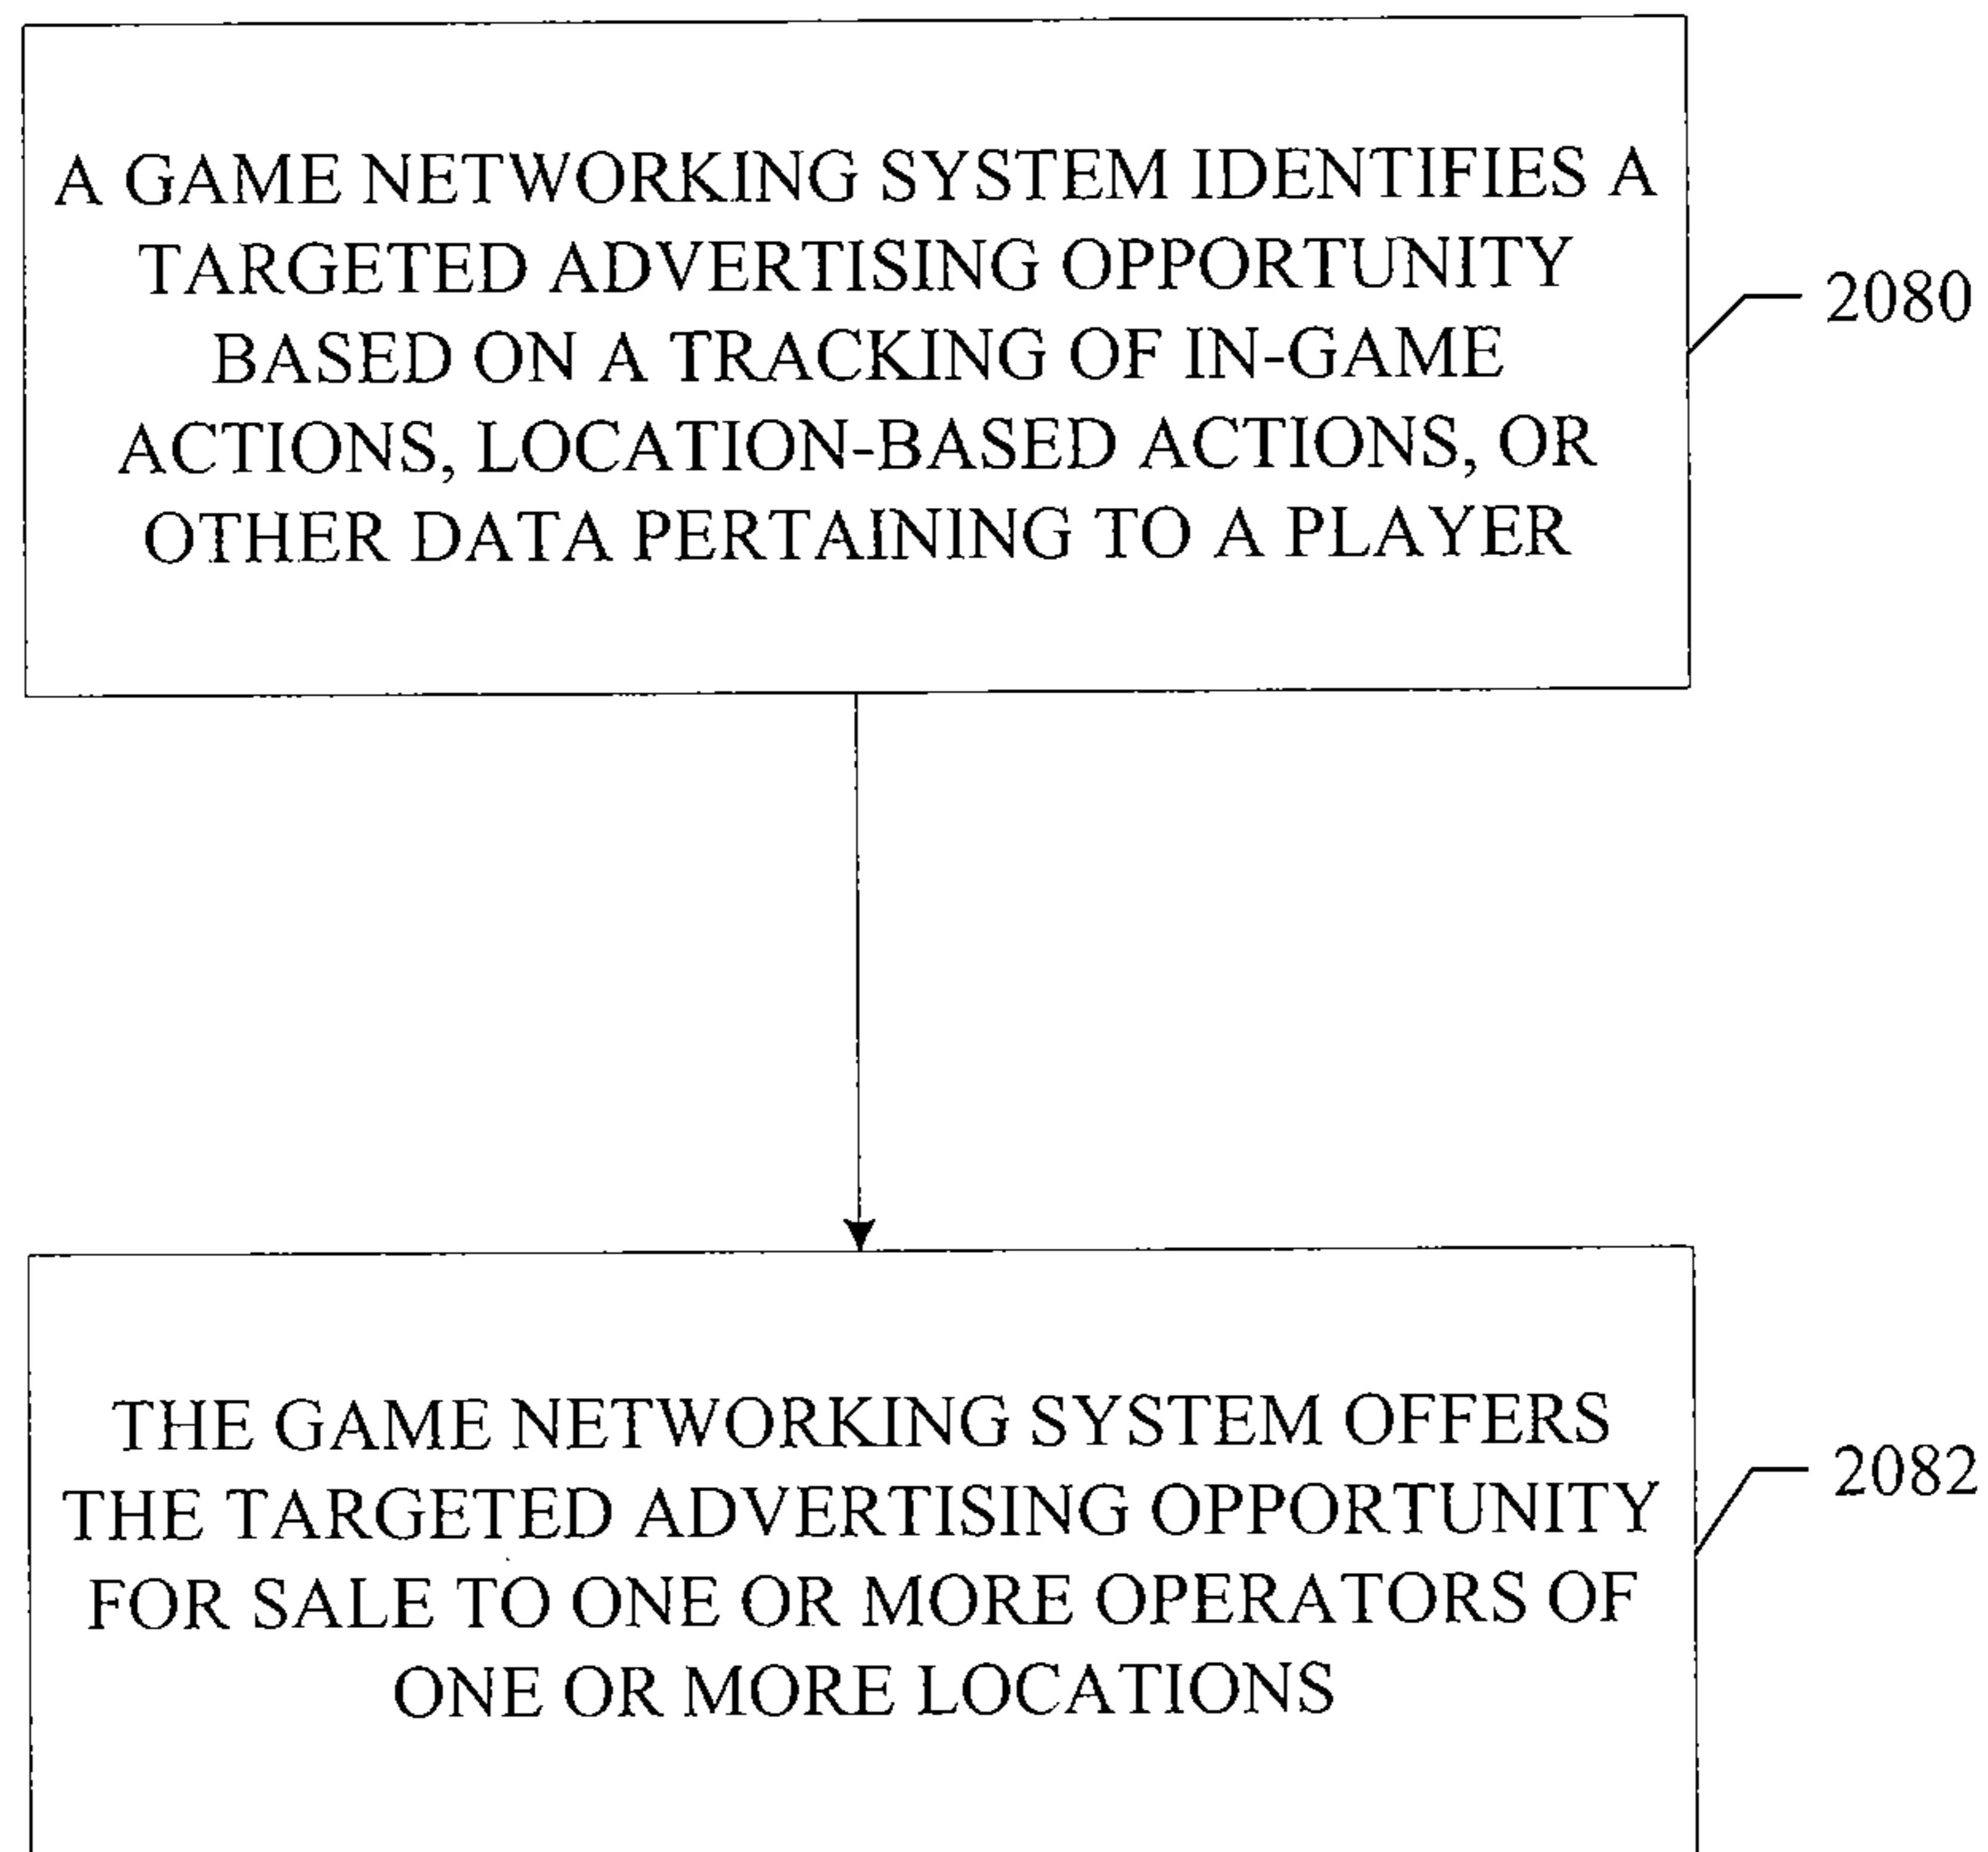 A GAME NETWORKING SYSTEM IDENTIFIES A
TARGETED ADVERTISING OPPORTUNITY
BASED ON A TRACKING OF IN-GAME
ACTIONS, LOCATION-BASED ACTIONS, OR
OTHER DATA PERTAINING TO A PLAYER
2080
THE GAME NETWORKING SYSTEM OFFERS
THE TARGETED ADVERTISING OPPORTUNITY
FOR SALE TO ONE OR MORE OPERATORS OF
ONE OR MORE LOCATIONS
2082